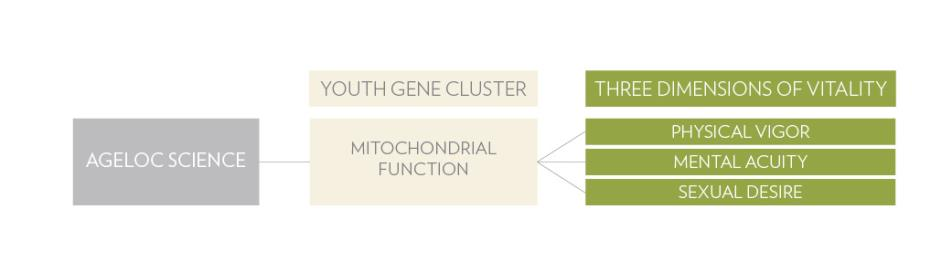 YOUTH GENE CLUSTER
THREE DIMENSIONS OF VITALITY
AGELOC SCIENCE
MITOCHONDRIAL
FUNCTION
PHYSICAL VIGOR
MENTAL ACUITY
SEXUAL DESIRE